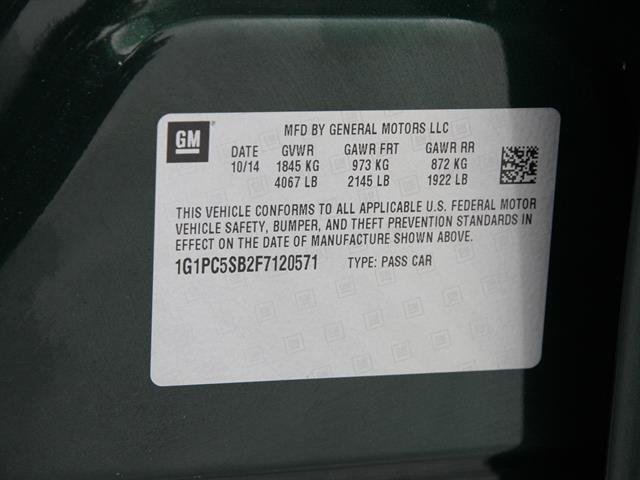 GM
MFD BY GENERAL MOTORS LLC
DATE GVWR GAWR FRT GAWR RR
10/14 1845 KG 973 KG 872 KG
4067 LB 2145 LB 1922 LB
THIS VEHICLE CONFORMS TO ALL APPLICABLE U.S. FEDERAL MOTOR
VEHICLE SAFETY, BUMPER, AND THEFT PREVENTION STANDARDS IN
EFFECT ON THE DATE OF MANUFACTURE SHOWN ABOVE.
1G1PC5SB2F7120571 TYPE: PASS CAR